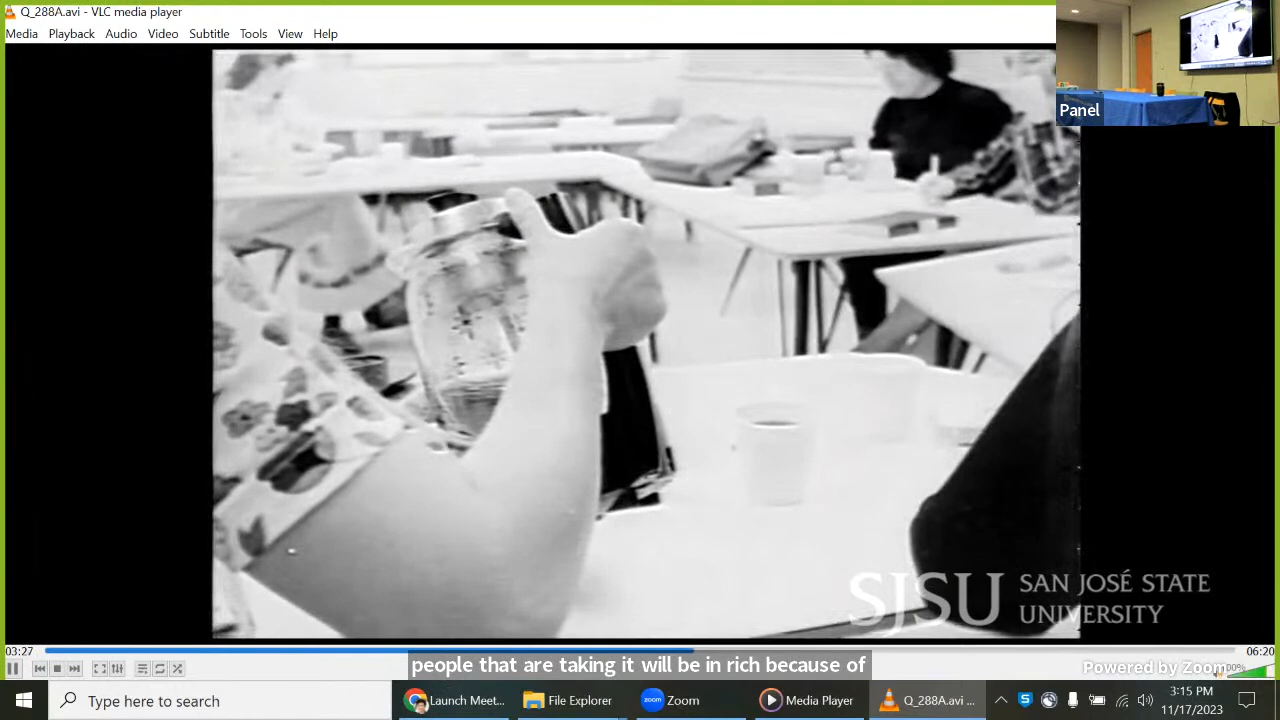 Q_288A.avi - VLC media player
Media Playback Audio Video Subtitle Tools View Help
Panel
SJSU SAN JOSÉ STATE
UNIVERSITY
03:27
06:20
people that are taking it will be in rich because of
Powered by Zoom
Type here to search
Launch Meet...
File Explorer
Zoom
Media Player
Q_288A.avi ...
3:15 PM
11/17/2023